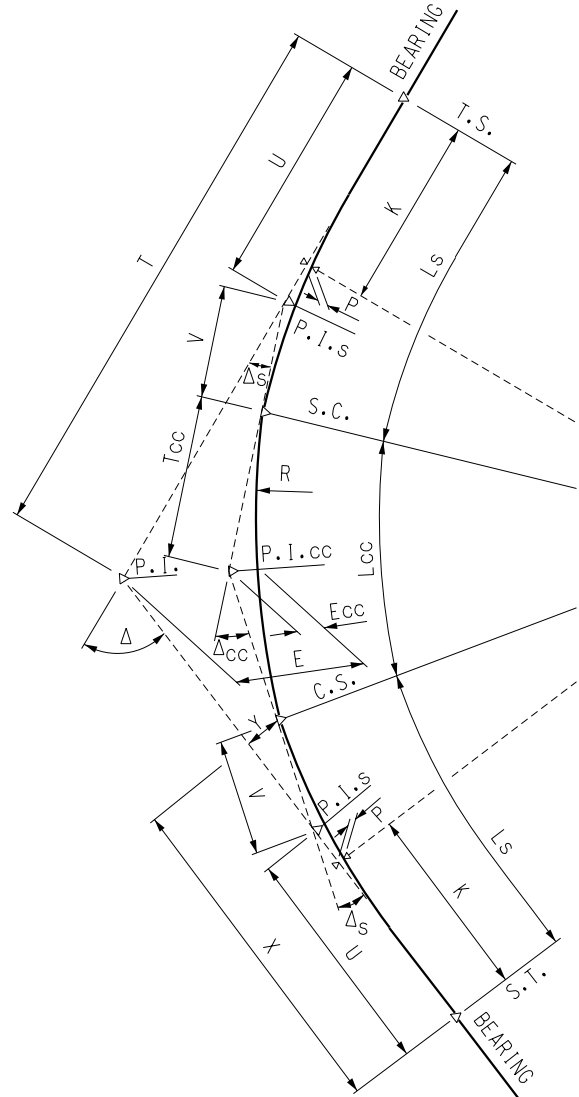 BEARING
T.S.
U
K
T
Ls
P
P.I.s
V
Δs
S.C.
Tcc
R
P.I.
P.I.cc
Lcc
Ecc
Δ
Δcc
E
C.S.
Y
V
P.I.s
P
Ls
K
X
U
Δs
S.T.
BEARING